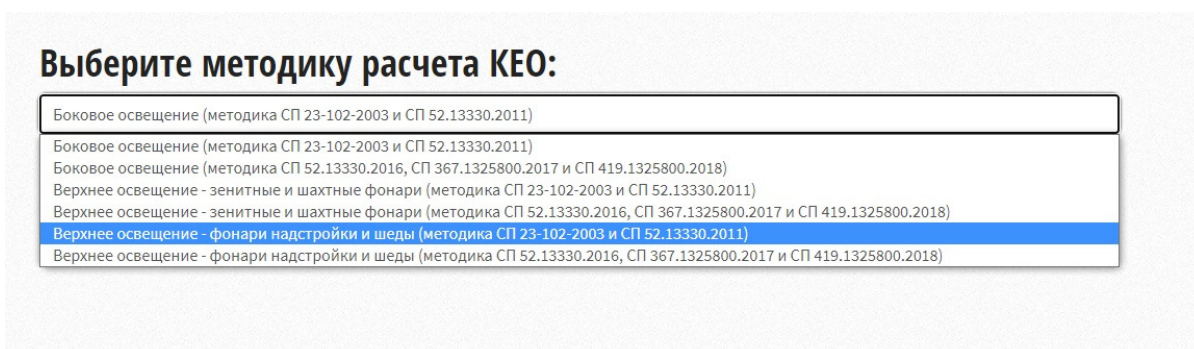 Выберите методику расчета КЕО:
Боковое освещение (методика СП 23-102-2003 и СП 52.13330.2011)
Боковое освещение (методика СП 23-102-2003 и СП 52.13330.2011)
Боковое освещение (методика СП 52.13330.2016, СП 367.1325800.2017 и СП 419.1325800.2018)
Верхнее освещение - зенитные и шахтные фонари (методика СП 23-102-2003 и СП 52.13330.2011)
Верхнее освещение - зенитные и шахтные фонари (методика СП 52.13330.2016, СП 367.1325800.2017 и СП 419.1325800.2018)
Верхнее освещение - фонари надстройки и шеды (методика СП 23-102-2003 и СП 52.13330.2011)
Верхнее освещение - фонари надстройки и шеды (методика СП 52.13330.2016, СП 367.1325800.2017 и СП 419.1325800.2018)